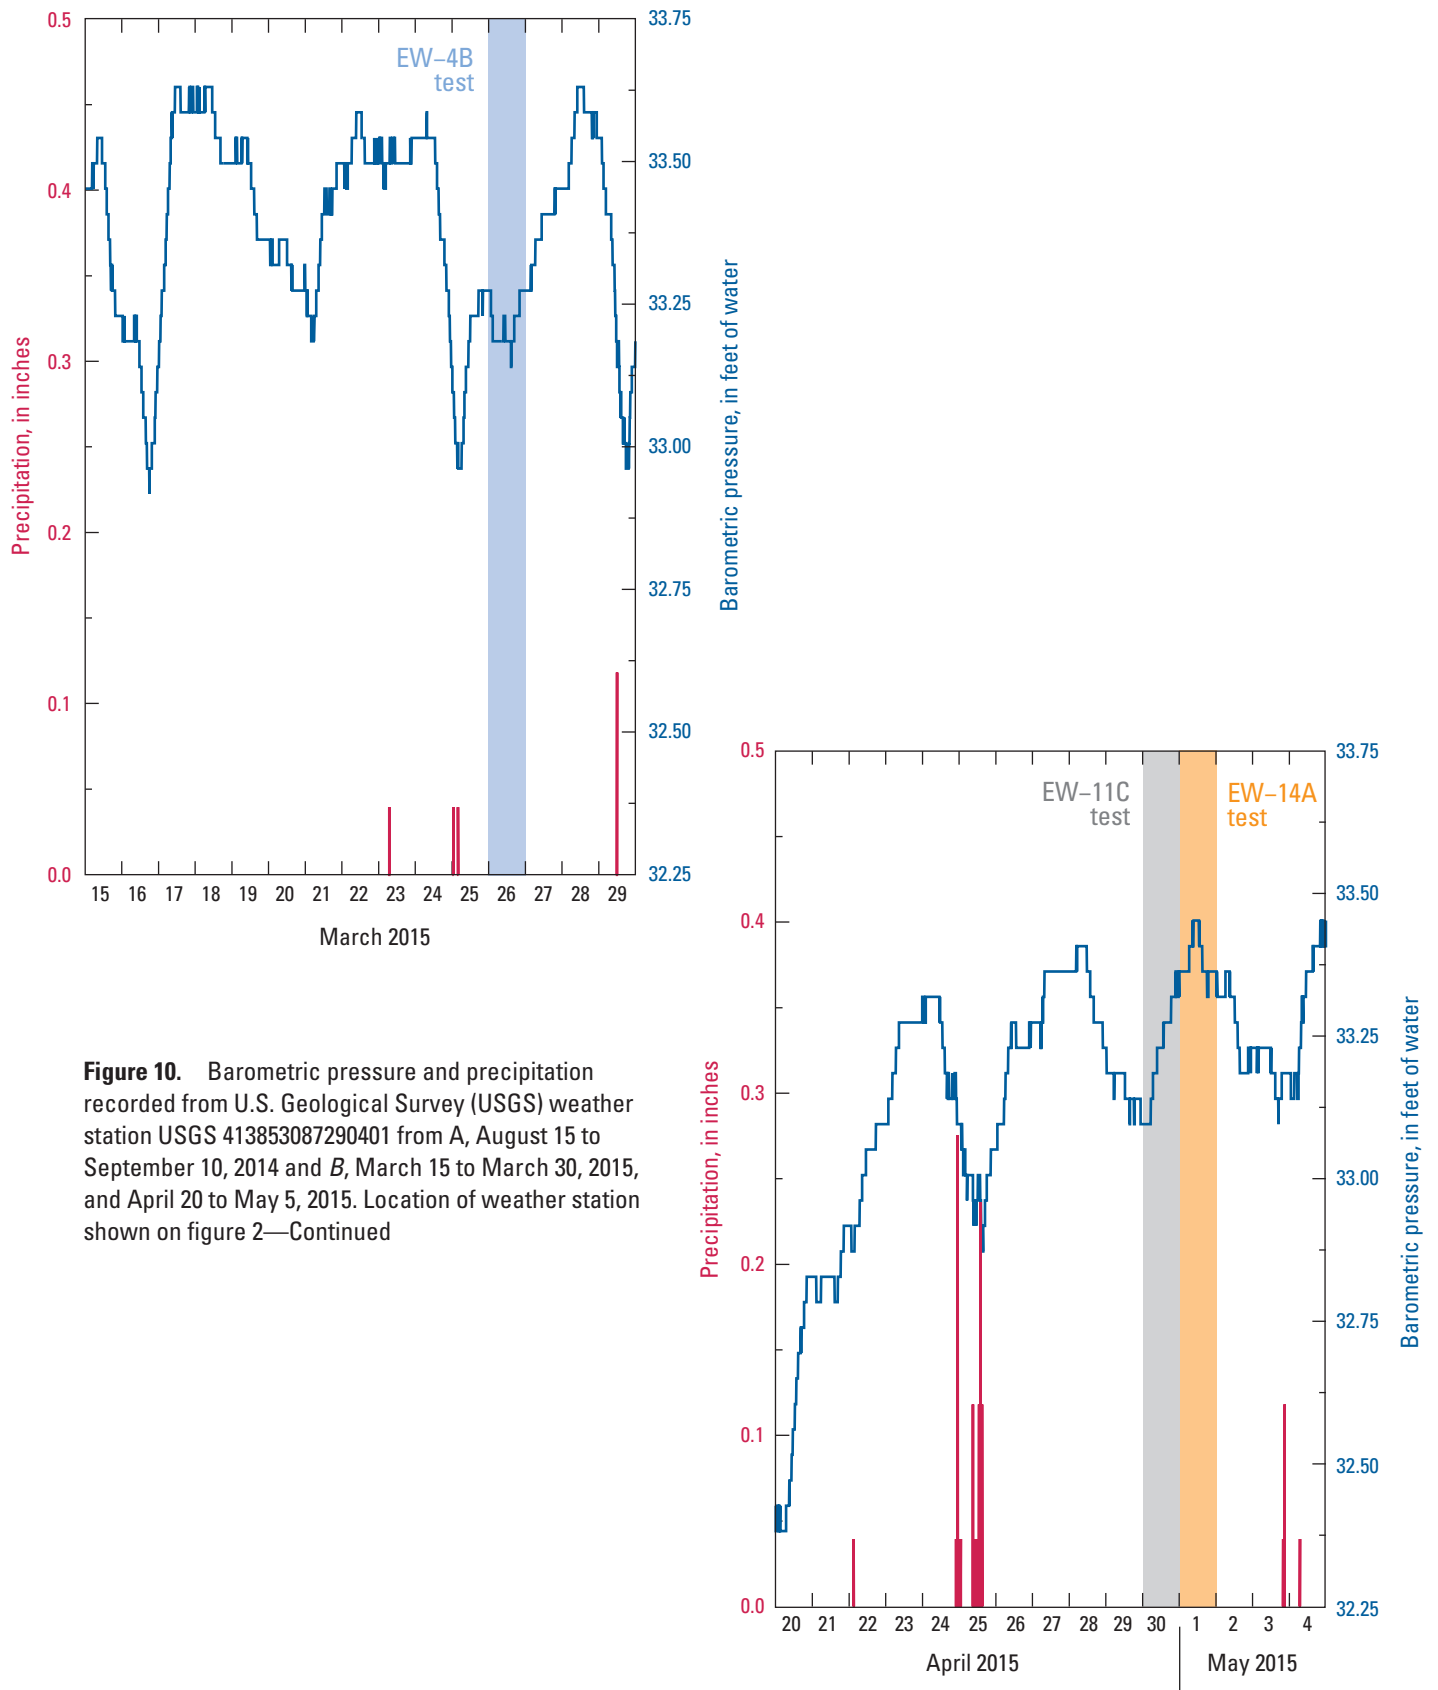 0.5
0.4
0.3
0.2
0.1
0.0
Precipitation, in inches
EW–4B
test
33.75
33.50
33.25
33.00
32.75
32.50
32.25
Barometric pressure, in feet of water
15 16 17 18 19 20 21 22 23 24 25 26 27 28 29
March 2015
Figure 10. Barometric pressure and precipitation
recorded from U.S. Geological Survey (USGS) weather
station USGS 413853087290401 from A, August 15 to
September 10, 2014 and B, March 15 to March 30, 2015,
and April 20 to May 5, 2015. Location of weather station
shown on figure 2—Continued
0.5
0.4
0.3
0.2
0.1
0.0
Precipitation, in inches
EW–11C
test
EW–14A
test
33.75
33.50
33.25
33.00
32.75
32.50
32.25
Barometric pressure, in feet of water
20 21 22 23 24 25 26 27 28 29 30 1 2 3 4
April 2015 May 2015